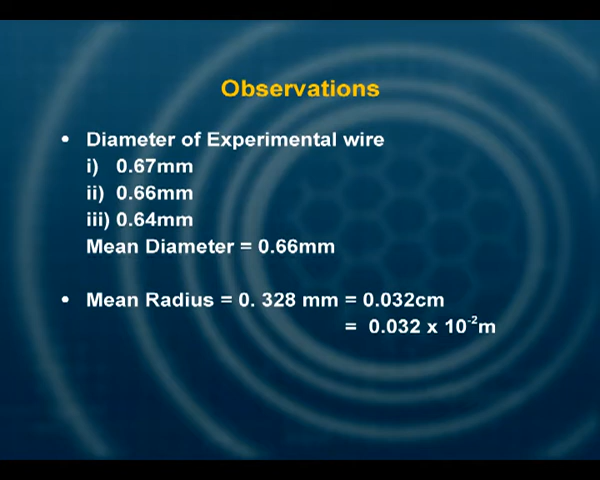 Observations
• Diameter of Experimental wire
i) 0.67mm
ii) 0.66mm
iii) 0.64mm
Mean Diameter = 0.66mm
• Mean Radius = 0. 328 mm = 0.032cm
= 0.032 x 10⁻²m